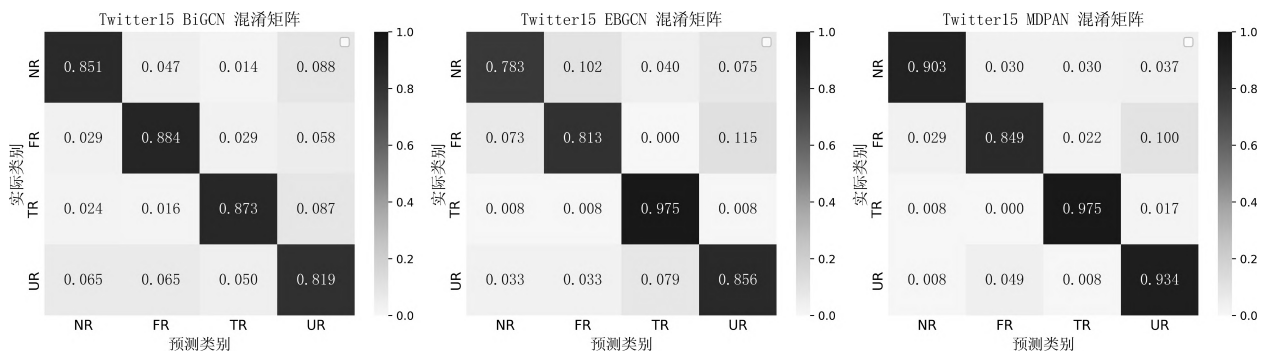 Twitter15 BiGCN 混淆矩阵
NR 0.851 0.047 0.014 0.088
FR 0.029 0.884 0.029 0.058
TR 0.024 0.016 0.873 0.087
UR 0.065 0.065 0.050 0.819
NR FR TR UR
预测类别
实际类别
1.0
0.8
0.6
0.4
0.2
0.0
Twitter15 EBGCN 混淆矩阵
NR 0.783 0.102 0.040 0.075
FR 0.073 0.813 0.000 0.115
TR 0.008 0.008 0.975 0.008
UR 0.033 0.033 0.079 0.856
NR FR TR UR
预测类别
实际类别
1.0
0.8
0.6
0.4
0.2
0.0
Twitter15 MDPAN 混淆矩阵
NR 0.903 0.030 0.030 0.037
FR 0.029 0.849 0.022 0.100
TR 0.008 0.000 0.975 0.017
UR 0.008 0.049 0.008 0.934
NR FR TR UR
预测类别
实际类别
1.0
0.8
0.6
0.4
0.2
0.0